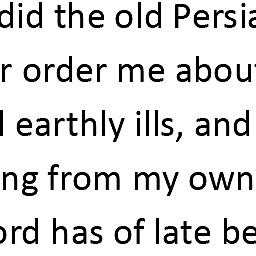 did the old Persia
r order me about
l earthly ills, and
ng from my own
ord has of late be